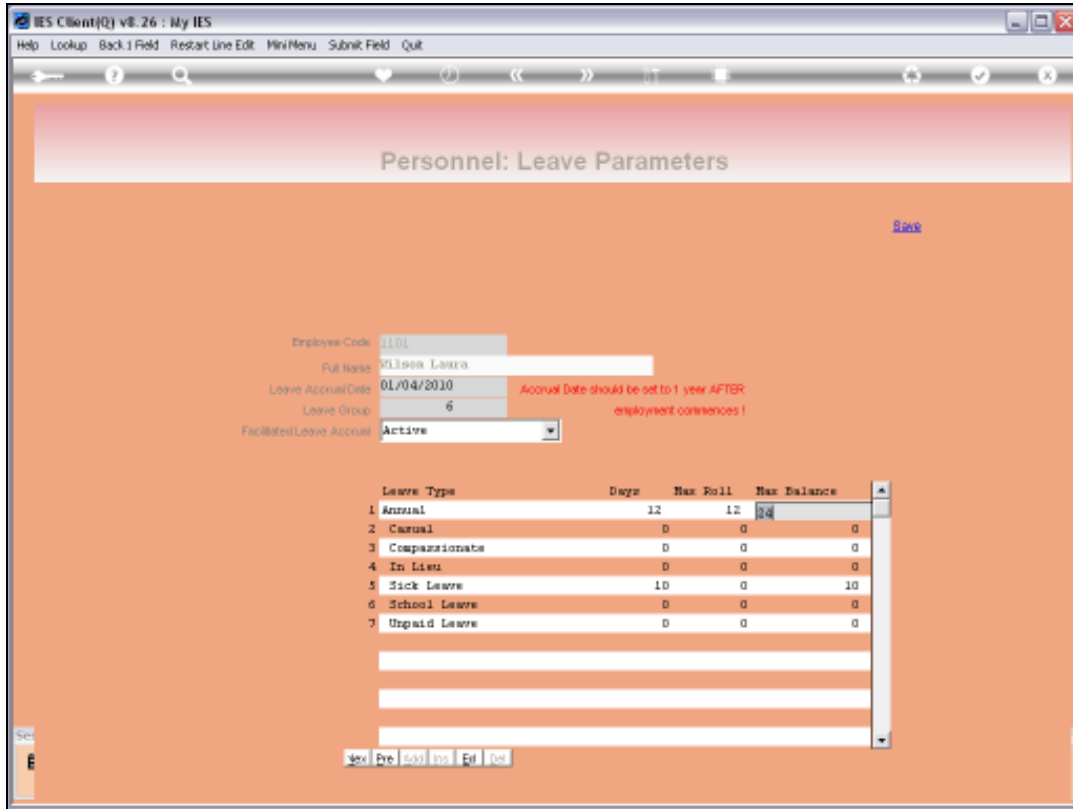 IES Client(Q) v8.26 : My IES
Help Lookup Back 1 Field Restart Line Edit MiniMenu Submit Field Quit
Personnel: Leave Parameters
Save
Employee Code 1101
Full Name Wilson Laura
Leave Accrual Date 01/04/2010 Accrual Date should be set to 1 year AFTER
Leave Group 6 employment commences !
Facilitated Leave Accrual Active
Leave Type Days Max Roll Max Balance
1 Annual 12 12 24
2 Casual 0 0 0
3 Compassionate 0 0 0
4 In Lieu 0 0 0
5 Sick Leave 10 0 10
6 School Leave 0 0 0
7 Unpaid Leave 0 0 0
Pre Add Ins Del